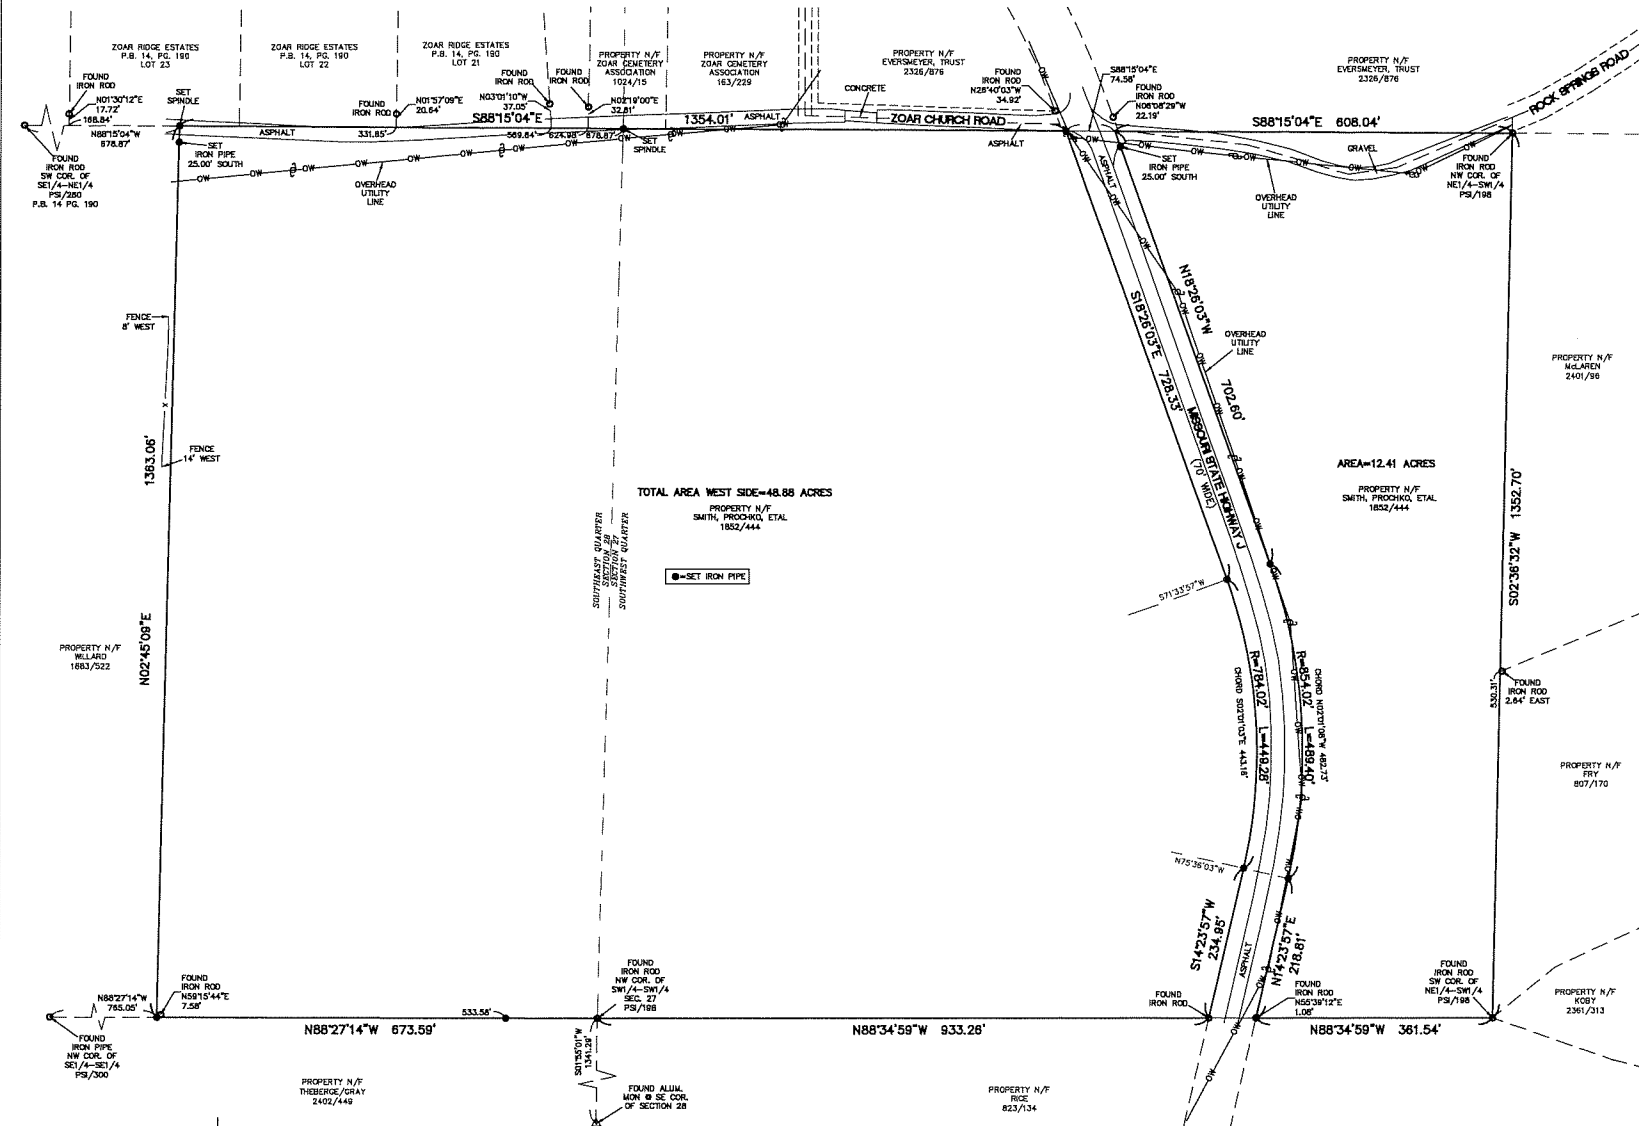 ZOAR RIDGE ESTATES
P.B. 14, PG. 190
LOT 23
ZOAR RIDGE ESTATES
P.B. 14, PG. 190
LOT 22
ZOAR RIDGE ESTATES
P.B. 14, PG. 190
LOT 21
PROPERTY N/F
ZOAR CEMETERY
ASSOCIATION
1024/15
PROPERTY N/F
ZOAR CEMETERY
ASSOCIATION
163/229
PROPERTY N/F
EVERSMEYER, TRUST
2326/876
PROPERTY N/F
EVERSMEYER, TRUST
2326/876
ROCK SPRINGS ROAD
FOUND
IRON ROD
N01°30'12"E
17.72'
168.84'
N88°15'04"W
678.87'
SET
SPINDLE
FOUND
IRON ROD
SW COR. OF
SE1/4-NE1/4
PSI/260
P.B. 14 PG. 190
SET
IRON PIPE
25.00' SOUTH
ASPHALT
331.85'
FOUND
IRON ROD
N01°57'09"E
20.64'
FOUND
IRON ROD
N03°01'10"W
37.05'
FOUND
IRON ROD
N02°19'00"E
32.81'
S88°15'04"E 1354.01'
569.64'
624.98'
678.87'
SET
SPINDLE
OVERHEAD
UTILITY
LINE
ASPHALT
CONCRETE
ZOAR CHURCH ROAD
ASPHALT
FOUND
IRON ROD
N26°40'03"W
34.92'
S88°15'04"E
74.58'
FOUND
IRON ROD
N06°08'29"W
22.19'
ASPHALT
SET
IRON PIPE
25.00' SOUTH
S88°15'04"E 608.04'
GRAVEL
OVERHEAD
UTILITY
LINE
FOUND
IRON ROD
NW COR. OF
NE1/4-SW1/4
PSI/198
FENCE
8' WEST
FENCE
14' WEST
N02°45'09"E 1363.06'
N18°26'03"W 702.60'
S18°26'03"E 728.33'
OVERHEAD
UTILITY
LINE
MISSOURI STATE HIGHWAY J
(70' WIDE)
PROPERTY N/F
McLAREN
2401/96
AREA=12.41 ACRES
PROPERTY N/F
SMITH, PROCHKO, ETAL
1852/444
TOTAL AREA WEST SIDE=48.88 ACRES
PROPERTY N/F
SMITH, PROCHKO, ETAL
1852/444
SOUTHEAST QUARTER
SECTION 28
SECTION 27
SOUTHWEST QUARTER
●=SET IRON PIPE
S71°33'57"W
S02°36'32"W 1352.70'
PROPERTY N/F
WILLARD
1683/522
R=784.02' L=449.28'
CHORD S02°01'03"E 443.16'
R=854.02' L=489.40'
CHORD N02°01'06"W 482.73'
530.31'
FOUND
IRON ROD
2.64' EAST
PROPERTY N/F
FRY
807/170
N75°36'03"W
S14°23'57"W
234.95'
N14°23'57"E
218.81'
ASPHALT
N88°27'14"W
765.05'
FOUND
IRON ROD
N59°15'44"E
7.58'
FOUND
IRON PIPE
NW COR. OF
SE1/4-SE1/4
PSI/300
533.58'
N88°27'14"W 673.59'
FOUND
IRON ROD
NW COR. OF
SW1/4-SW1/4
SEC. 27
PSI/198
S01°55'01"W
1341.29'
N88°34'59"W 933.26'
FOUND
IRON ROD
FOUND
IRON ROD
N55°39'12"E
1.08'
N88°34'59"W 361.54'
FOUND
IRON ROD
SW COR. OF
NE1/4-SW1/4
PSI/198
PROPERTY N/F
KOBY
2361/313
PROPERTY N/F
THEBERGE/GRAY
2402/449
FOUND ALUM.
MON @ SE COR.
OF SECTION 28
PROPERTY N/F
RICE
823/134